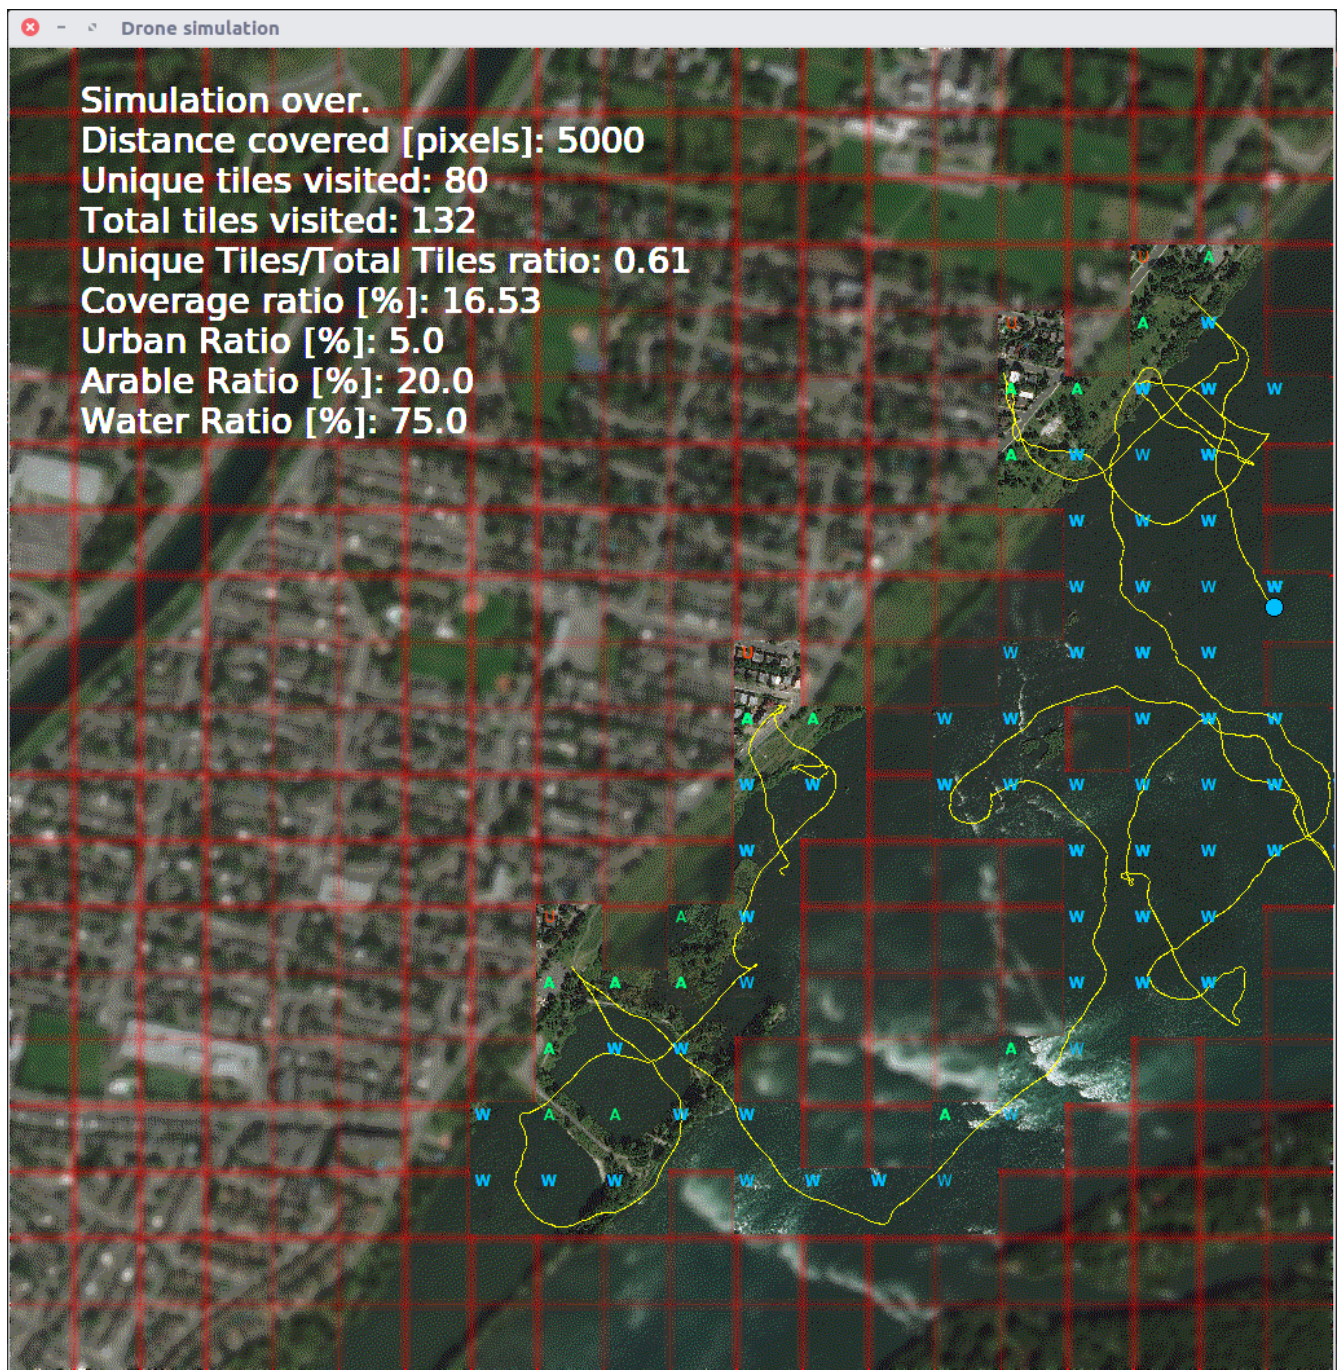 Drone simulation
Simulation over.
Distance covered [pixels]: 5000
Unique tiles visited: 80
Total tiles visited: 132
Unique Tiles/Total Tiles ratio: 0.61
Coverage ratio [%]: 16.53
Urban Ratio [%]: 5.0
Arable Ratio [%]: 20.0
Water Ratio [%]: 75.0
U A
U A W
A A W W W
A W W W
W W W
W W W W
U W W W W
A A W W W W W
W W W W W W W W
W W W W W
U A W W W W
A A A W W W W
A W W A W
W A A W W A W
W W W W W W W